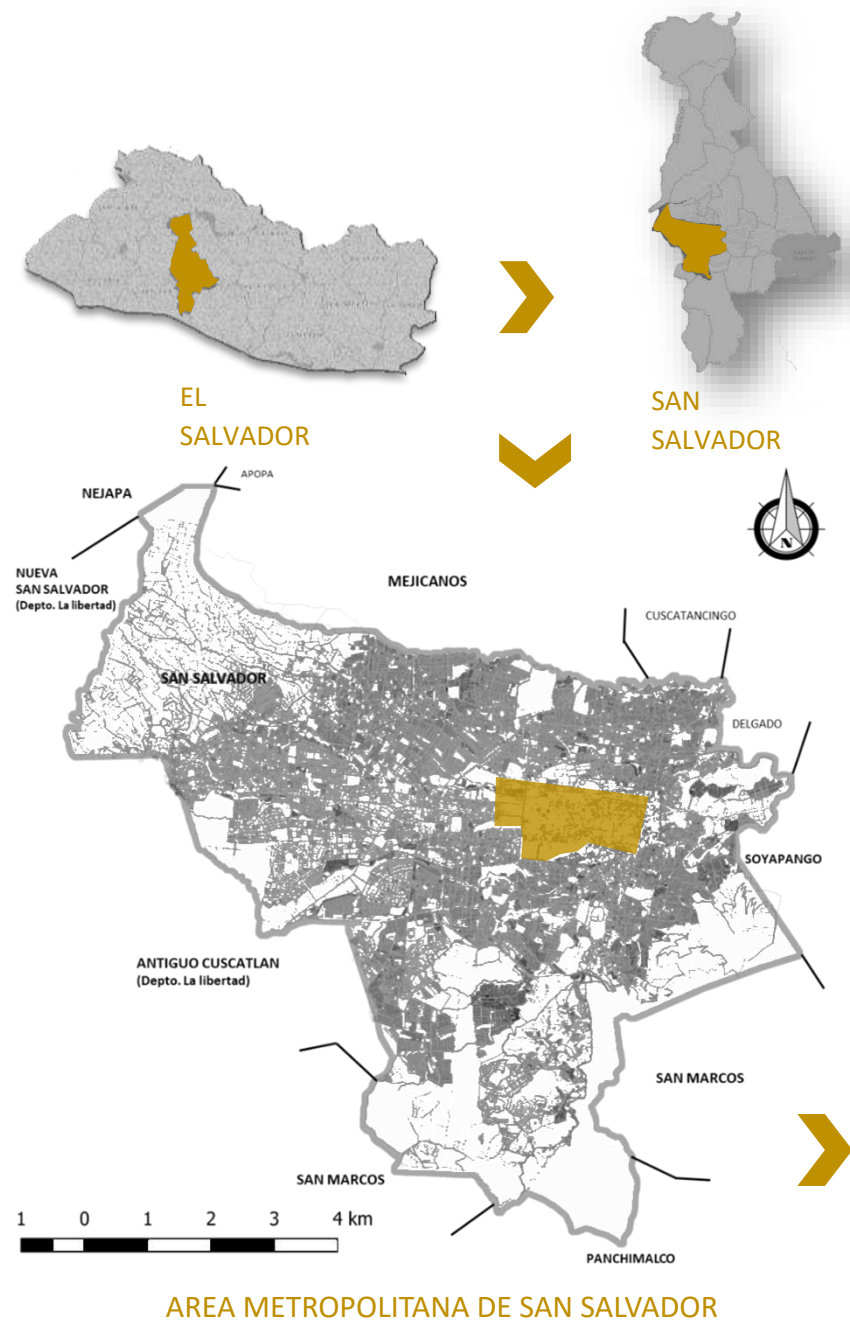 EL
SALVADOR
SAN
SALVADOR
APOPA
NEJAPA
NUEVA
SAN SALVADOR
(Depto. La libertad)
MEJICANOS
N
CUSCATANCINGO
SAN SALVADOR
DELGADO
SOYAPANGO
ANTIGUO CUSCATLAN
(Depto. La libertad)
SAN MARCOS
SAN MARCOS
1 0 1 2 3 4 km
PANCHIMALCO
AREA METROPOLITANA DE SAN SALVADOR